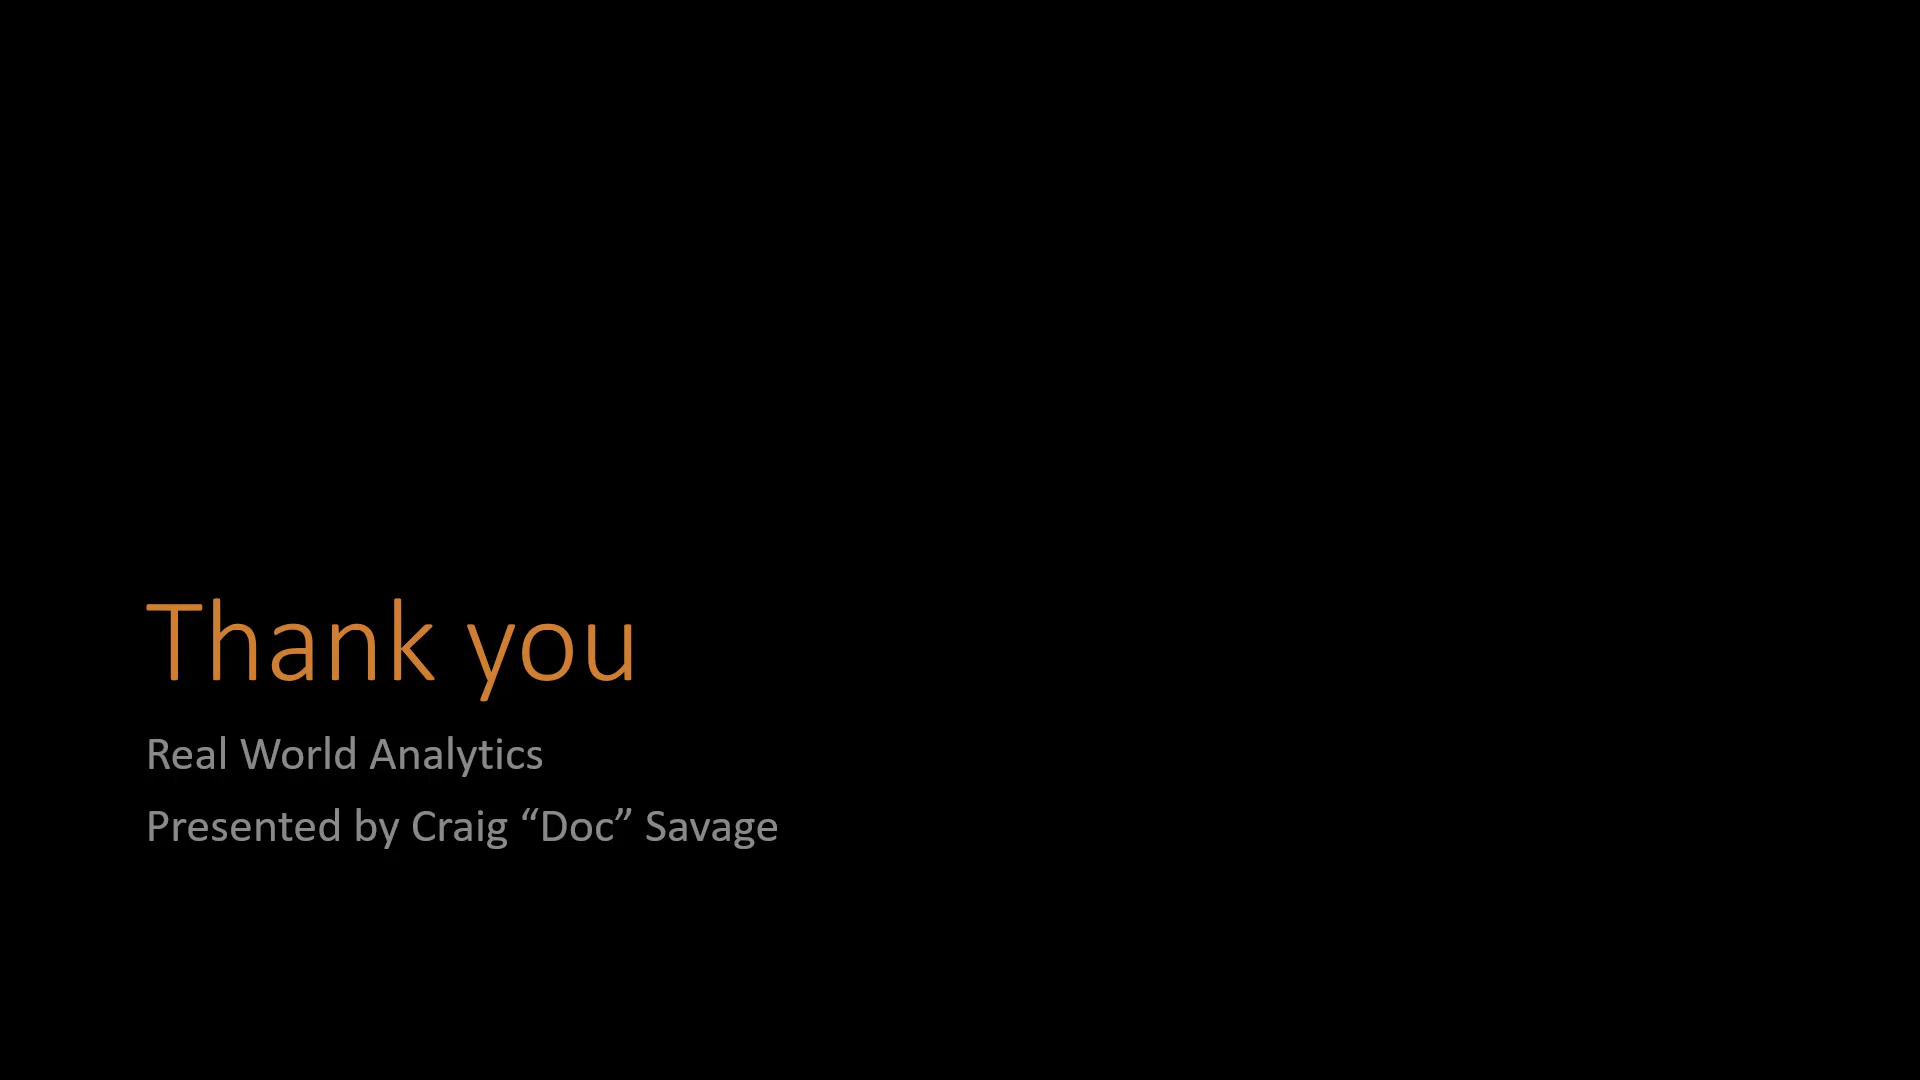 Thank you
Real World Analytics
Presented by Craig “Doc” Savage